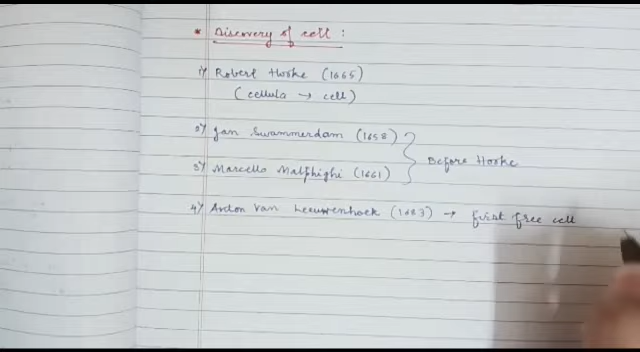 * Discovery of cell :
1) Robert Hooke (1665)
(cellula → cell)
2) Jan Swammerdam (1658)
3) Marcello Malphighi (1661)
} Before Hooke
4) Anton Van Leeuwenhoek (1683) → first free cell